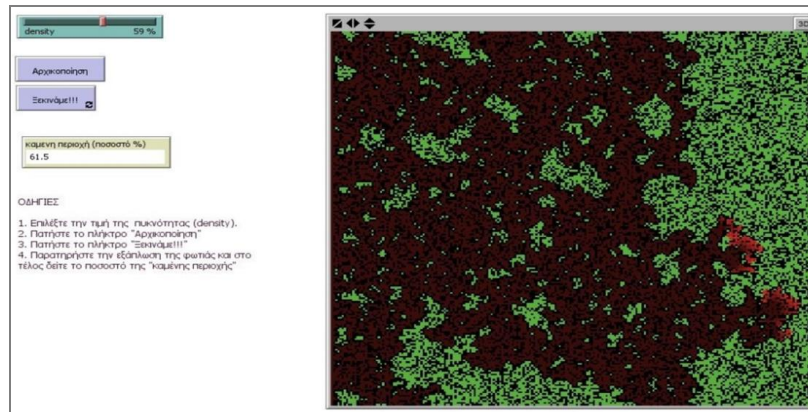 density 59 %
3D
Αρχικοποίηση
Ξεκινάμε!!!
καμενη περιοχή (ποσοστό %)
61.5
ΟΔΗΓΙΕΣ
1. Επιλέξτε την τιμή της πυκνότητας (density).
2. Πατήστε το πλήκτρο "Αρχικοποίηση"
3. Πατήστε το πλήκτρο "Ξεκινάμε!!!"
4. Παρατηρήστε την εξάπλωση της φωτιάς και στο
τέλος δείτε το ποσοστό της "καμένης περιοχής"